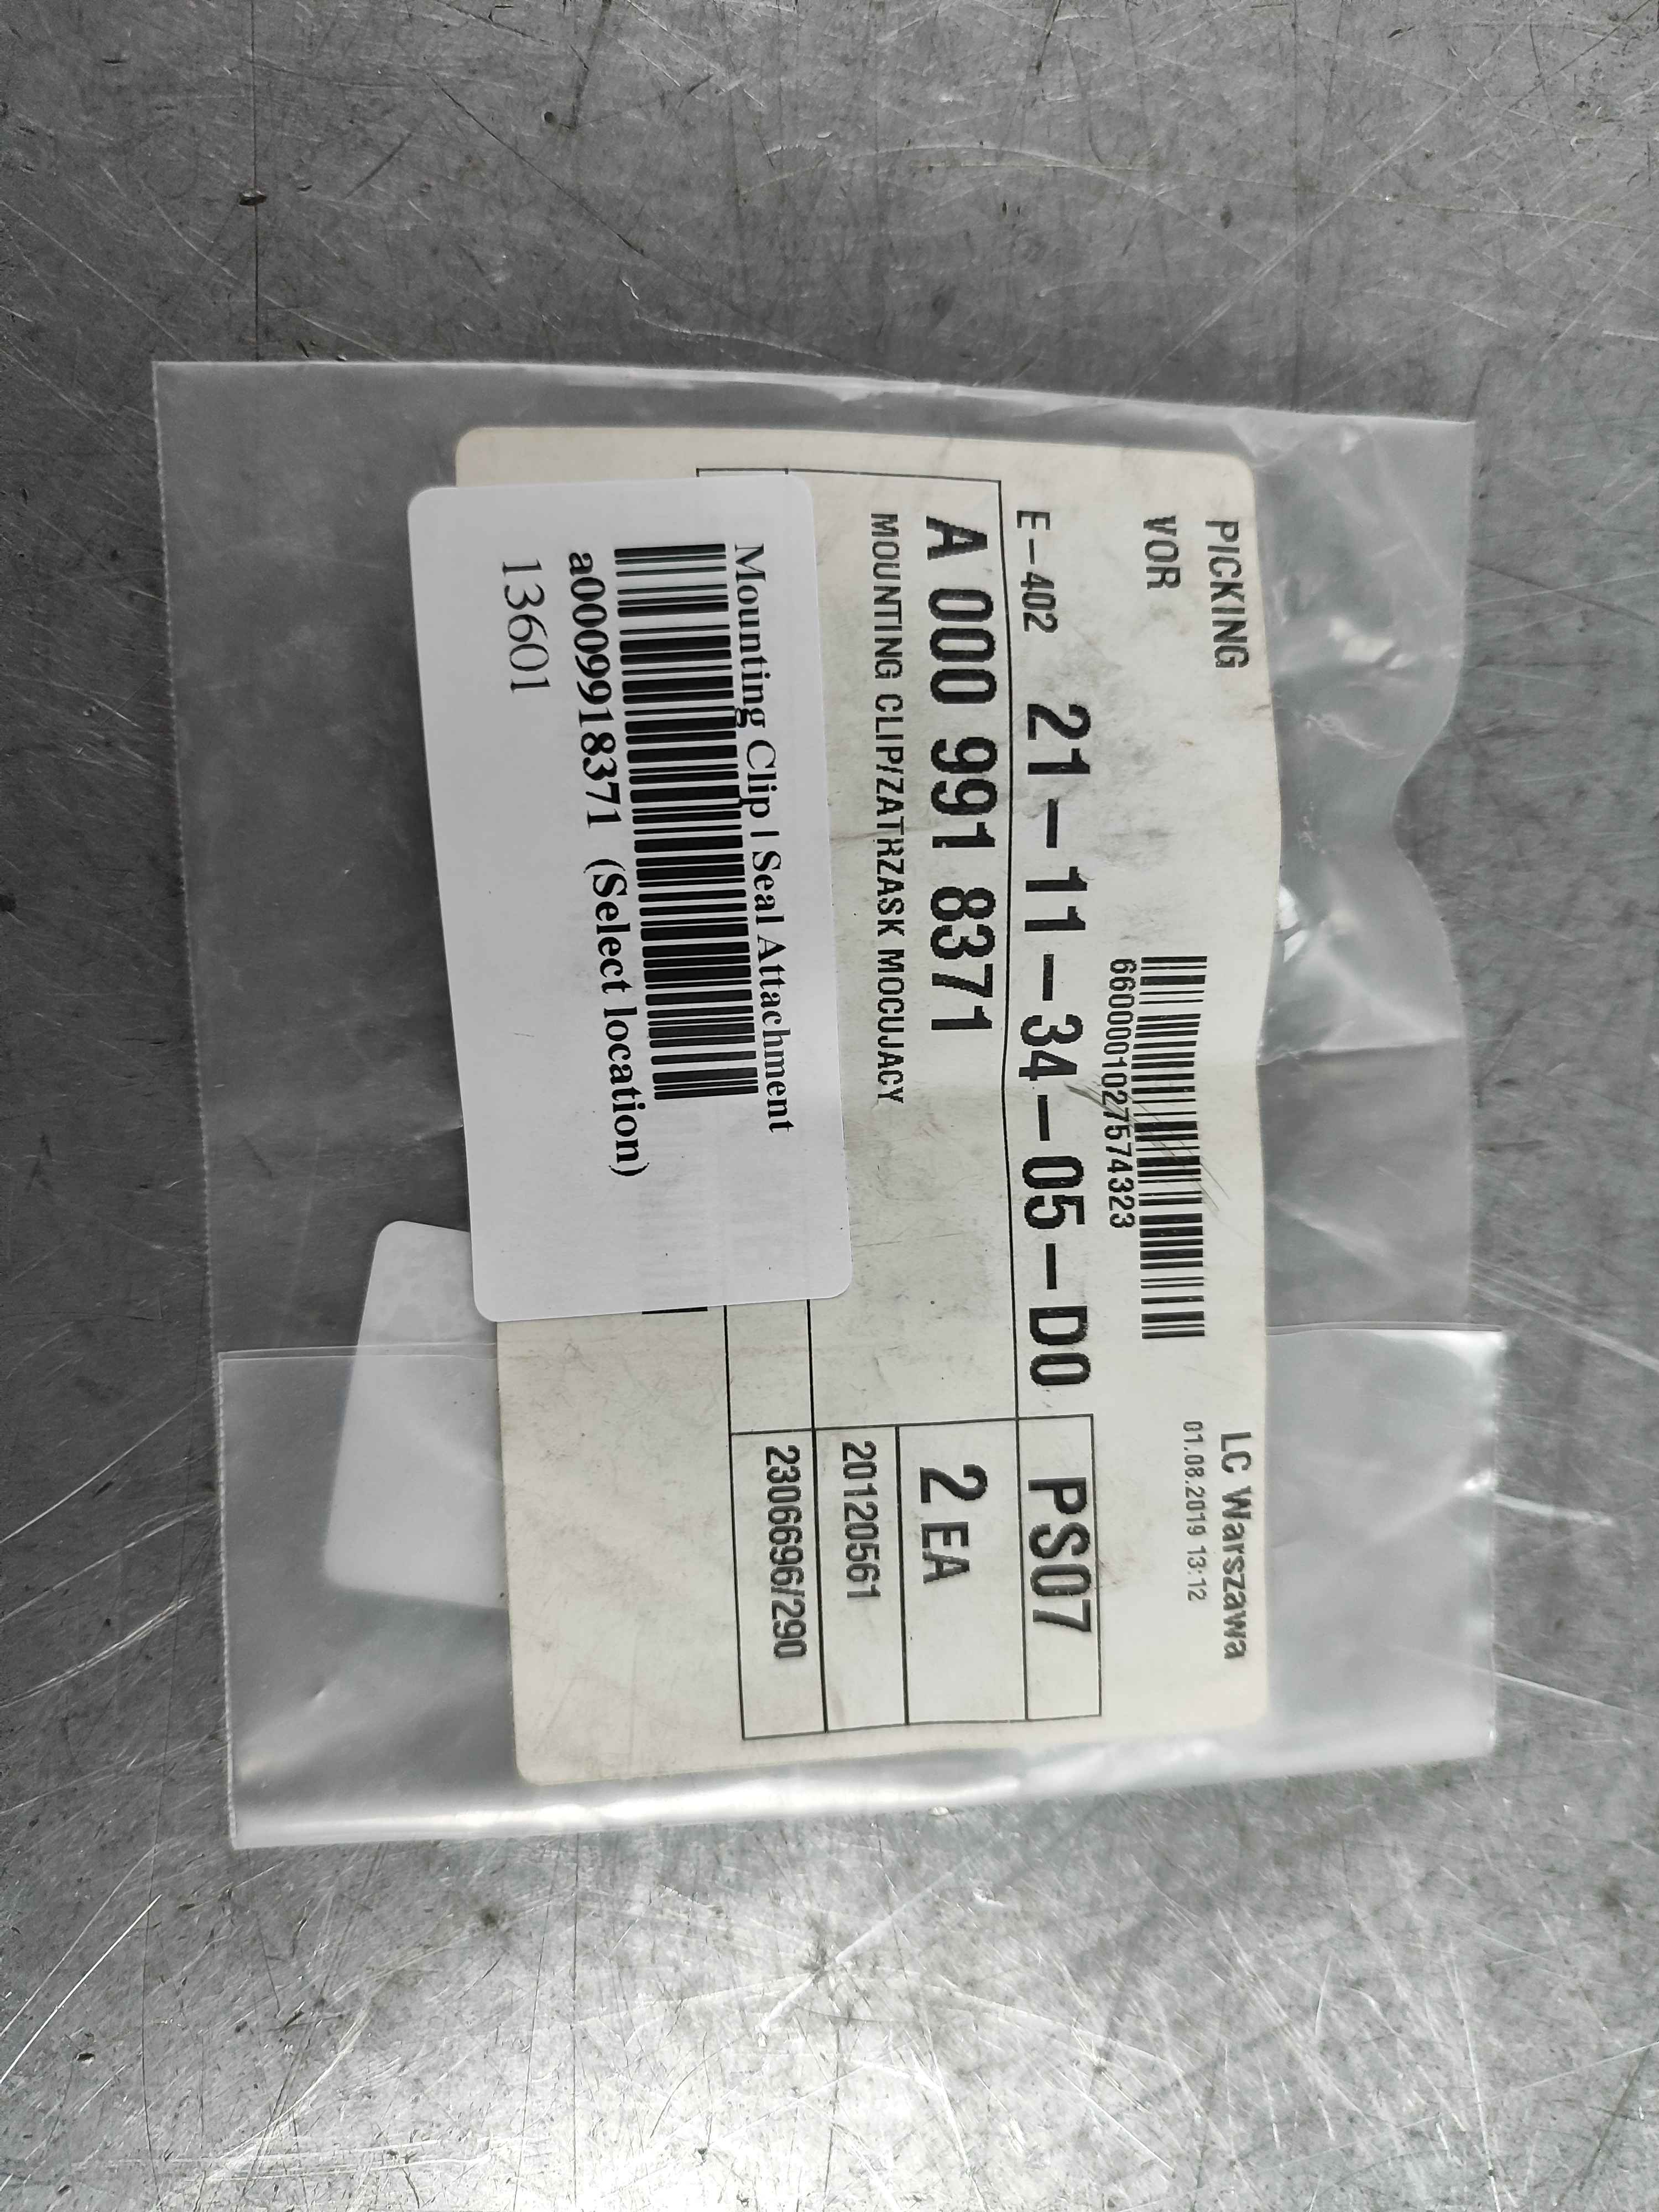 PICKING
LC Warszawa
VOR
01.08.2019 13:12
6600001027574323
E-402
21-11-34-05-D0
PS07
A 000 991 8371
2 EA
MOUNTING CLIP/ZATRZASK MOCUJACY
20120561
2306696/290
Mounting Clip | Seal Attachment
a0009918371 (Select location)
13601